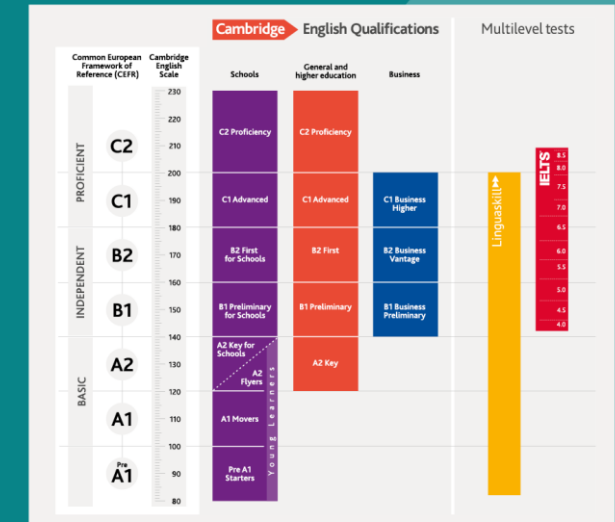 Cambridge English Qualifications
Multilevel tests
Common European
Framework of
Reference (CEFR)
Cambridge
English
Scale
Schools
General and
higher education
Business
230
220
210
200
190
180
170
160
150
140
130
120
110
100
90
80
PROFICIENT
INDEPENDENT
BASIC
C2
C1
B2
B1
A2
A1
Pre
A1
C2 Proficiency
C1 Advanced
B2 First
for Schools
B1 Preliminary
for Schools
A2 Key for
Schools
A2
Flyers
A1 Movers
Pre A1
Starters
Young Learners
C2 Proficiency
C1 Advanced
B2 First
B1 Preliminary
A2 Key
C1 Business
Higher
B2 Business
Vantage
B1 Business
Preliminary
Linguaskill
IELTS
8.5
8.0
7.5
7.0
6.5
6.0
5.5
5.0
4.5
4.0